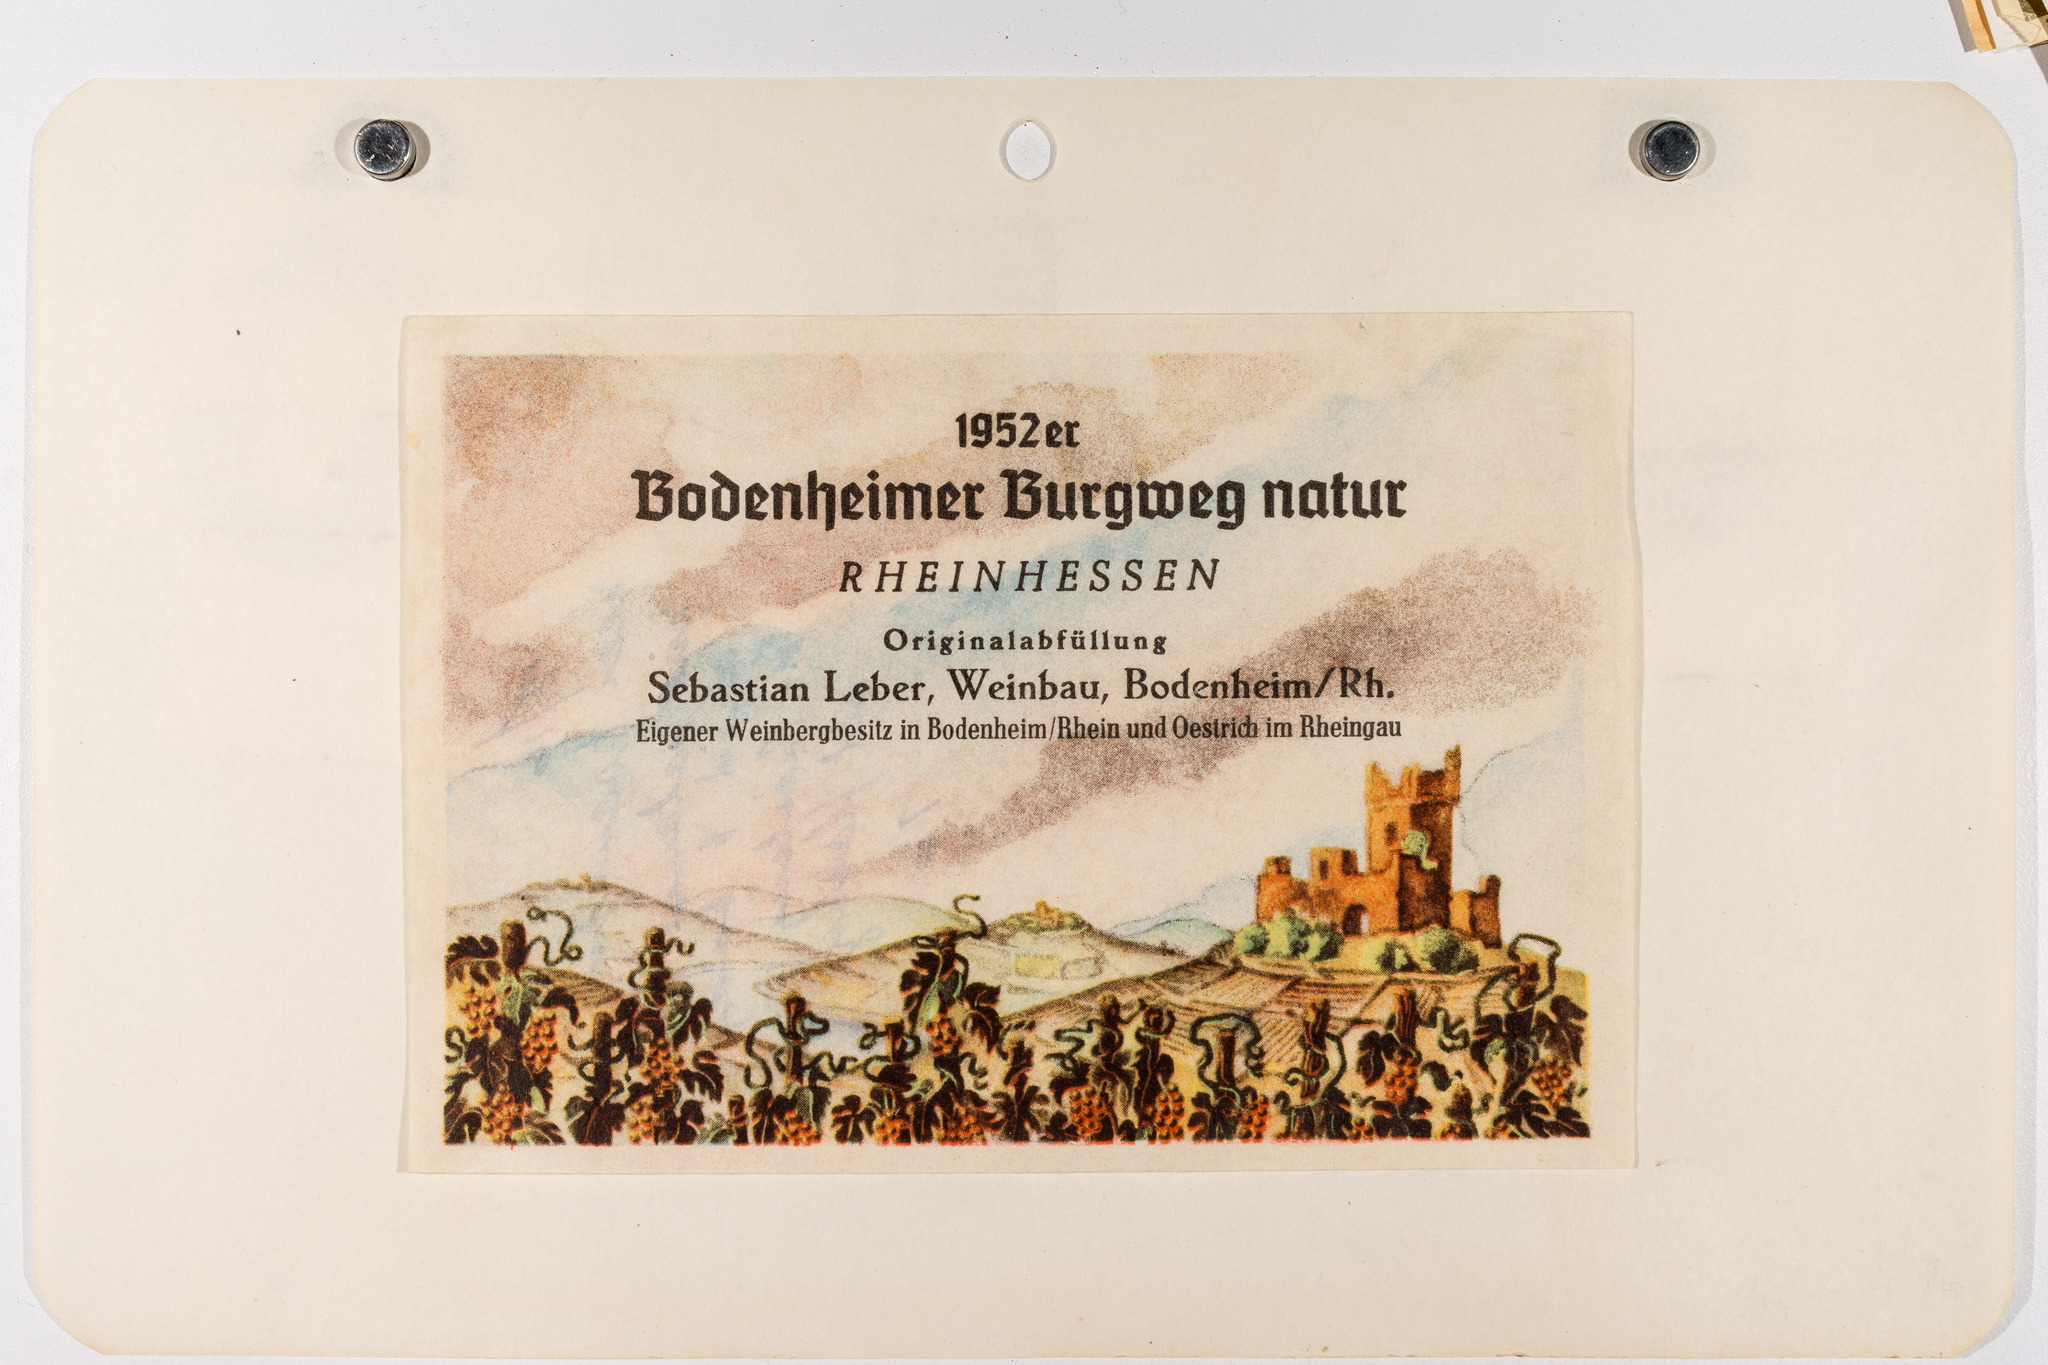 1952er
Bodenheimer Burgweg natur
RHEINHESSEN
Originalabfüllung
Sebastian Leber, Weinbau, Bodenheim/Rh.
Eigener Weinbergbesitz in Bodenheim/Rhein und Oestrich im Rheingau